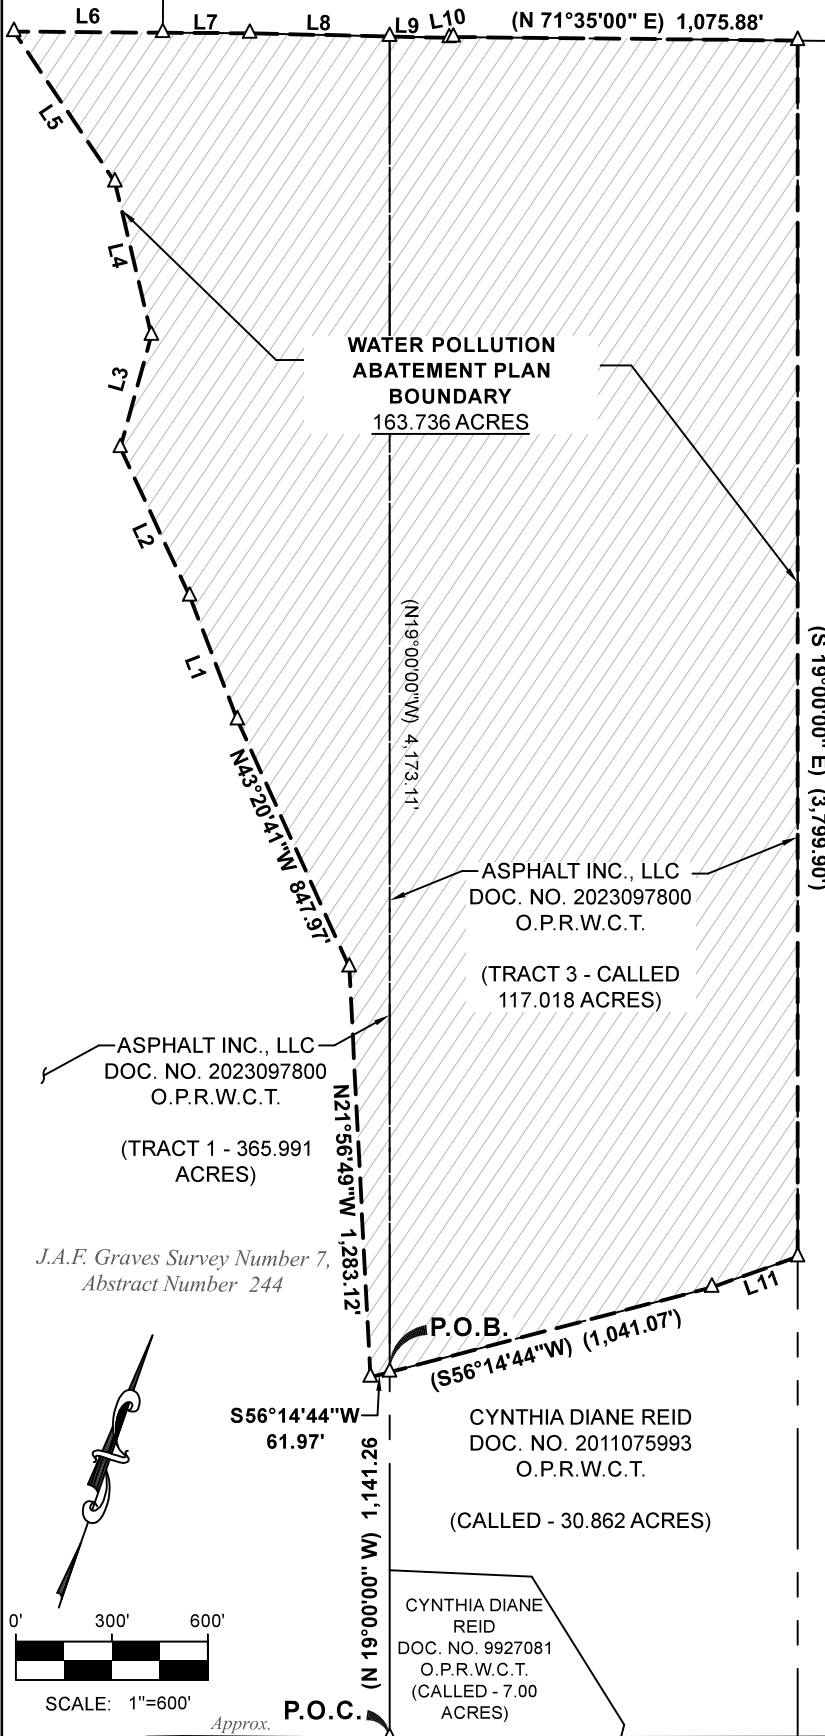 L6
L7
L8
L9
L10
(N 71°35'00" E) 1,075.88'
L5
L4
L3
WATER POLLUTION
ABATEMENT PLAN
BOUNDARY
163.736 ACRES
L2
L1
(N19°00'00"W) 4,173.11'
(S 19°00'00" E) (3,799.90')
N43°20'41"W 847.97'
ASPHALT INC., LLC
DOC. NO. 2023097800
O.P.R.W.C.T.
(TRACT 3 - CALLED
117.018 ACRES)
ASPHALT INC., LLC
DOC. NO. 2023097800
O.P.R.W.C.T.
(TRACT 1 - 365.991
ACRES)
N21°56'49"W 1,283.12'
J.A.F. Graves Survey Number 7,
Abstract Number 244
L11
P.O.B.
(S56°14'44"W) (1,041.07')
S56°14'44"W
61.97'
CYNTHIA DIANE REID
DOC. NO. 2011075993
O.P.R.W.C.T.
(CALLED - 30.862 ACRES)
(N 19°00'00" W) 1,141.26
CYNTHIA DIANE
REID
DOC. NO. 9927081
O.P.R.W.C.T.
(CALLED - 7.00
ACRES)
0' 300' 600'
SCALE: 1"=600'
P.O.C.
Approx.